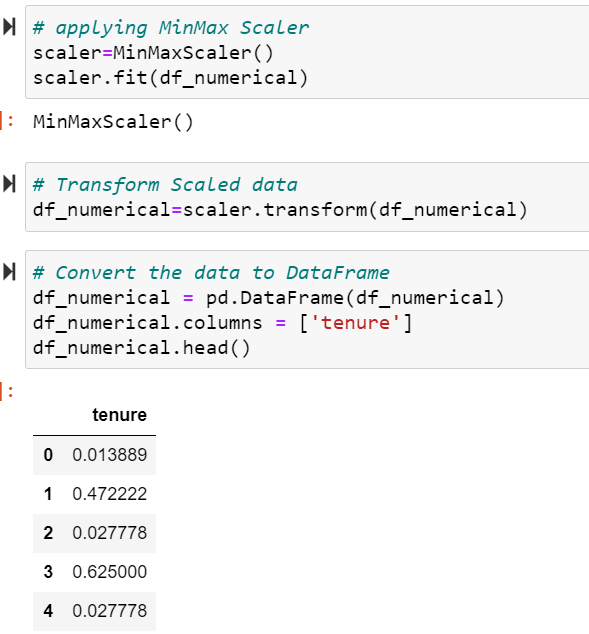 # applying MinMax Scaler
scaler=MinMaxScaler()
scaler.fit(df_numerical)
]: MinMaxScaler()
# Transform Scaled data
df_numerical=scaler.transform(df_numerical)
# Convert the data to DataFrame
df_numerical = pd.DataFrame(df_numerical)
df_numerical.columns = ['tenure']
df_numerical.head()
]:
tenure
0 0.013889
1 0.472222
2 0.027778
3 0.625000
4 0.027778